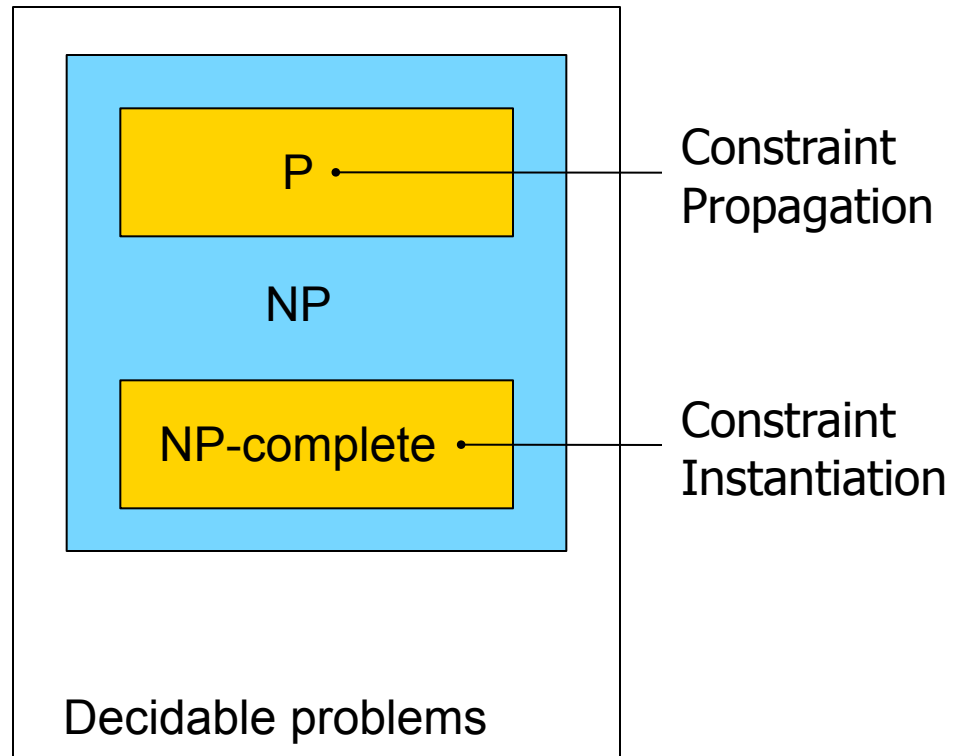 P
Constraint
Propagation
NP
NP-complete
Constraint
Instantiation
Decidable problems